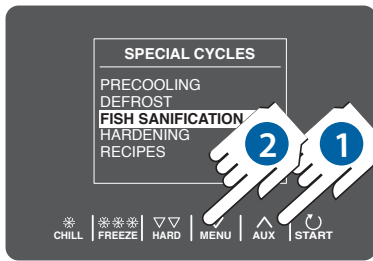 SPECIAL CYCLES
PRECOOLING
DEFROST
FISH SANIFICATION
HARDENING
RECIPES
2
1
CHILL FREEZE HARD MENU AUX START